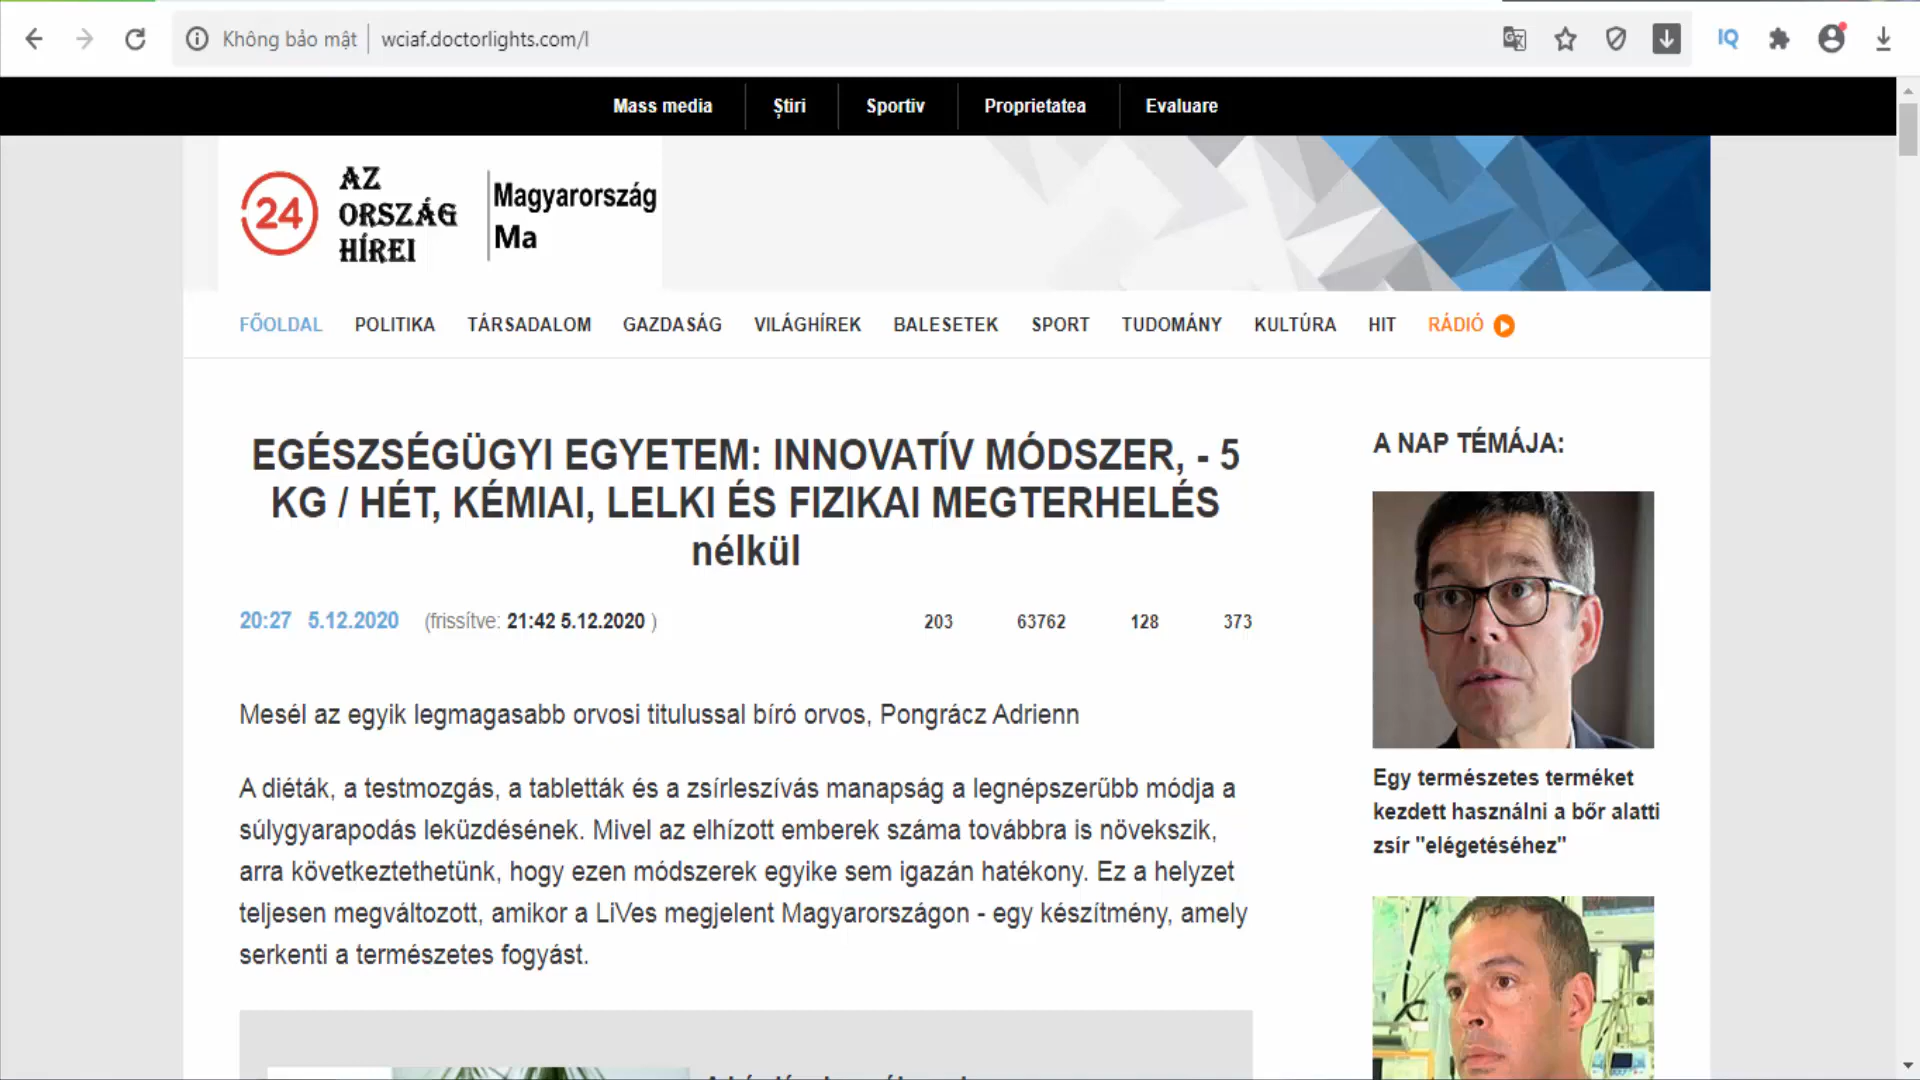 Không bảo mật
wciaf.doctorlights.com/l
IQ
Mass media
Știri
Sportiv
Proprietatea
Evaluare
24
AZ
ORSZÁG
HÍREI
Magyarország
Ma
FŐOLDAL POLITIKA TÁRSADALOM GAZDASÁG VILÁGHÍREK BALESETEK SPORT TUDOMÁNY KULTÚRA HIT RÁDIÓ
EGÉSZSÉGÜGYI EGYETEM: INNOVATÍV MÓDSZER, - 5
KG / HÉT, KÉMIAI, LELKI ÉS FIZIKAI MEGTERHELÉS
nélkül
20:27 5.12.2020 (frissítve: 21:42 5.12.2020 ) 203 63762 128 373
Mesél az egyik legmagasabb orvosi titulussal bíró orvos, Pongrácz Adrienn
A diéták, a testmozgás, a tabletták és a zsírleszívás manapság a legnépszerűbb módja a
súlygyarapodás leküzdésének. Mivel az elhízott emberek száma továbbra is növekszik,
arra következtethetünk, hogy ezen módszerek egyike sem igazán hatékony. Ez a helyzet
teljesen megváltozott, amikor a LiVes megjelent Magyarországon - egy készítmény, amely
serkenti a természetes fogyást.
A NAP TÉMÁJA:
Egy természetes terméket
kezdett használni a bőr alatti
zsír "elégetéséhez"